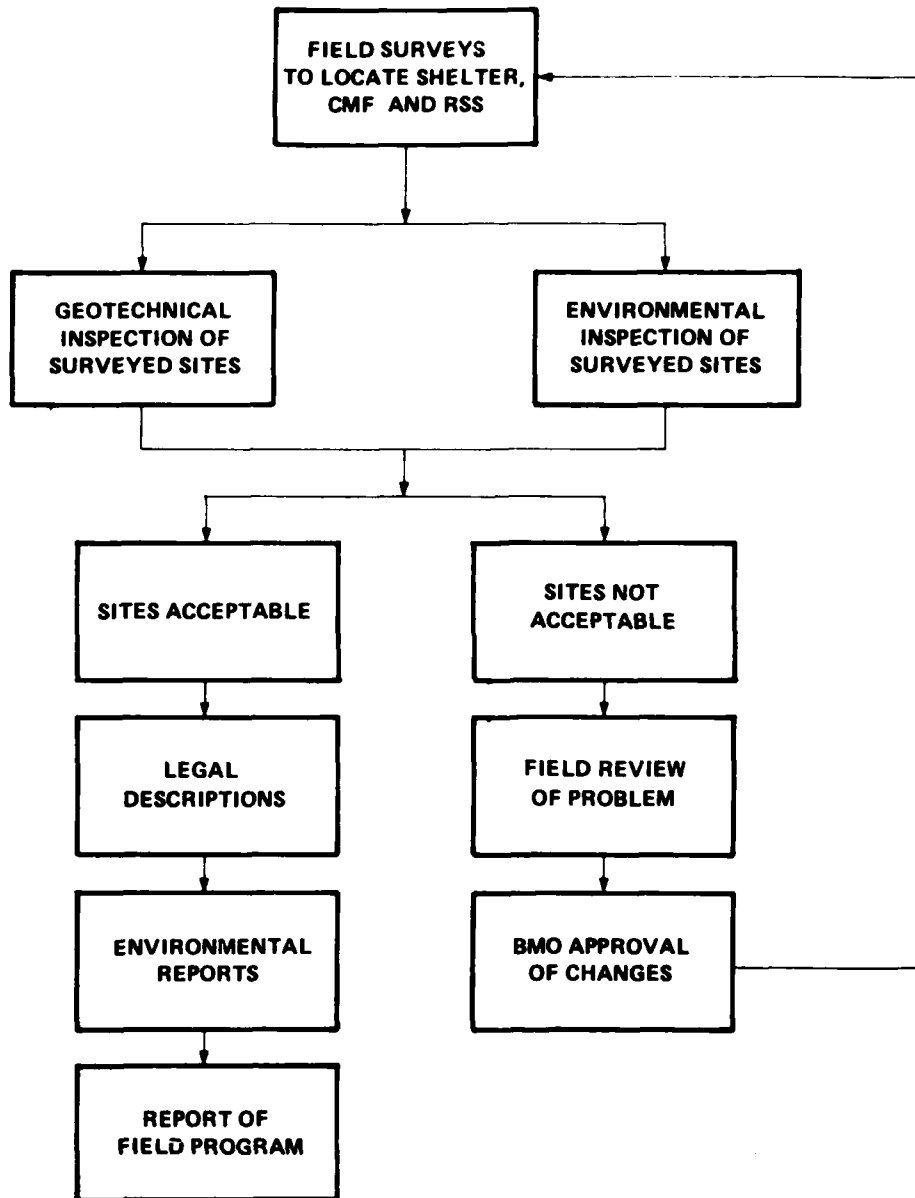 FIELD SURVEYS
TO LOCATE SHELTER,
CMF AND RSS
GEOTECHNICAL
INSPECTION OF
SURVEYED SITES
ENVIRONMENTAL
INSPECTION OF
SURVEYED SITES
SITES ACCEPTABLE
SITES NOT
ACCEPTABLE
LEGAL
DESCRIPTIONS
FIELD REVIEW
OF PROBLEM
ENVIRONMENTAL
REPORTS
BMO APPROVAL
OF CHANGES
REPORT OF
FIELD PROGRAM